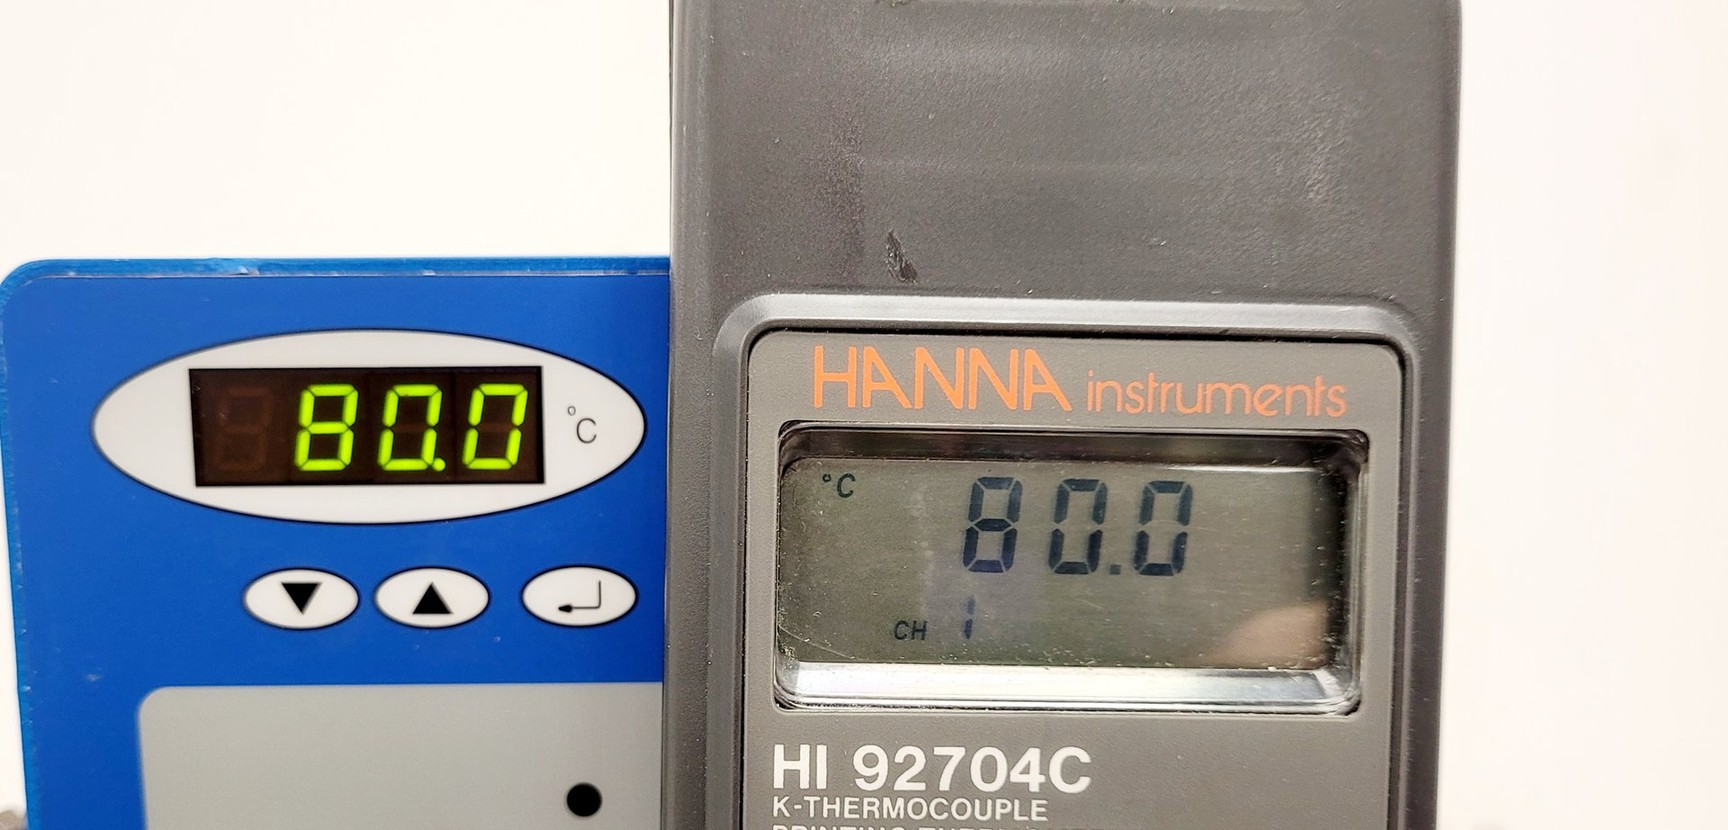 80.0
°C
HANNA instruments
°C
80.0
CH 1
HI 92704C
K-THERMOCOUPLE